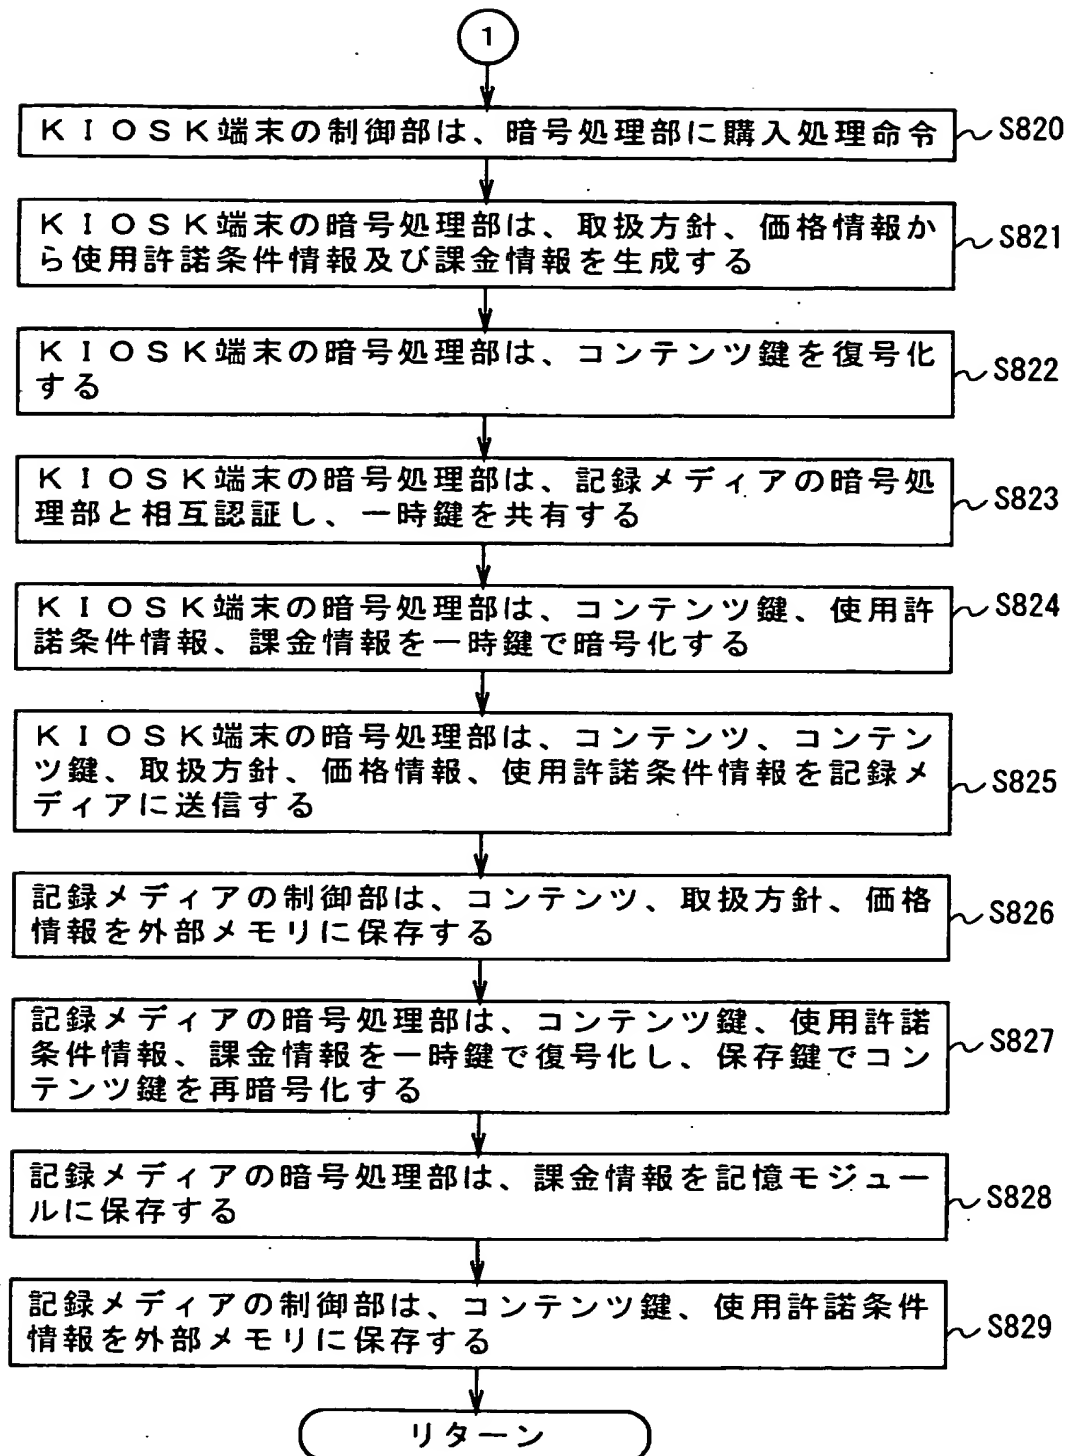 1
KIOSK端末の制御部は、暗号処理部に購入処理命令
S820
KIOSK端末の暗号処理部は、取扱方針、価格情報か
ら使用許諾条件情報及び課金情報を生成する
S821
KIOSK端末の暗号処理部は、コンテンツ鍵を復号化
する
S822
KIOSK端末の暗号処理部は、記録メディアの暗号処
理部と相互認証し、一時鍵を共有する
S823
KIOSK端末の暗号処理部は、コンテンツ鍵、使用許
諾条件情報、課金情報を一時鍵で暗号化する
S824
KIOSK端末の暗号処理部は、コンテンツ、コンテン
ツ鍵、取扱方針、価格情報、使用許諾条件情報を記録メ
ディアに送信する
S825
記録メディアの制御部は、コンテンツ、取扱方針、価格
情報を外部メモリに保存する
S826
記録メディアの暗号処理部は、コンテンツ鍵、使用許諾
条件情報、課金情報を一時鍵で復号化し、保存鍵でコン
テンツ鍵を再暗号化する
S827
記録メディアの暗号処理部は、課金情報を記憶モジュー
ルに保存する
S828
記録メディアの制御部は、コンテンツ鍵、使用許諾条件
情報を外部メモリに保存する
S829
リターン